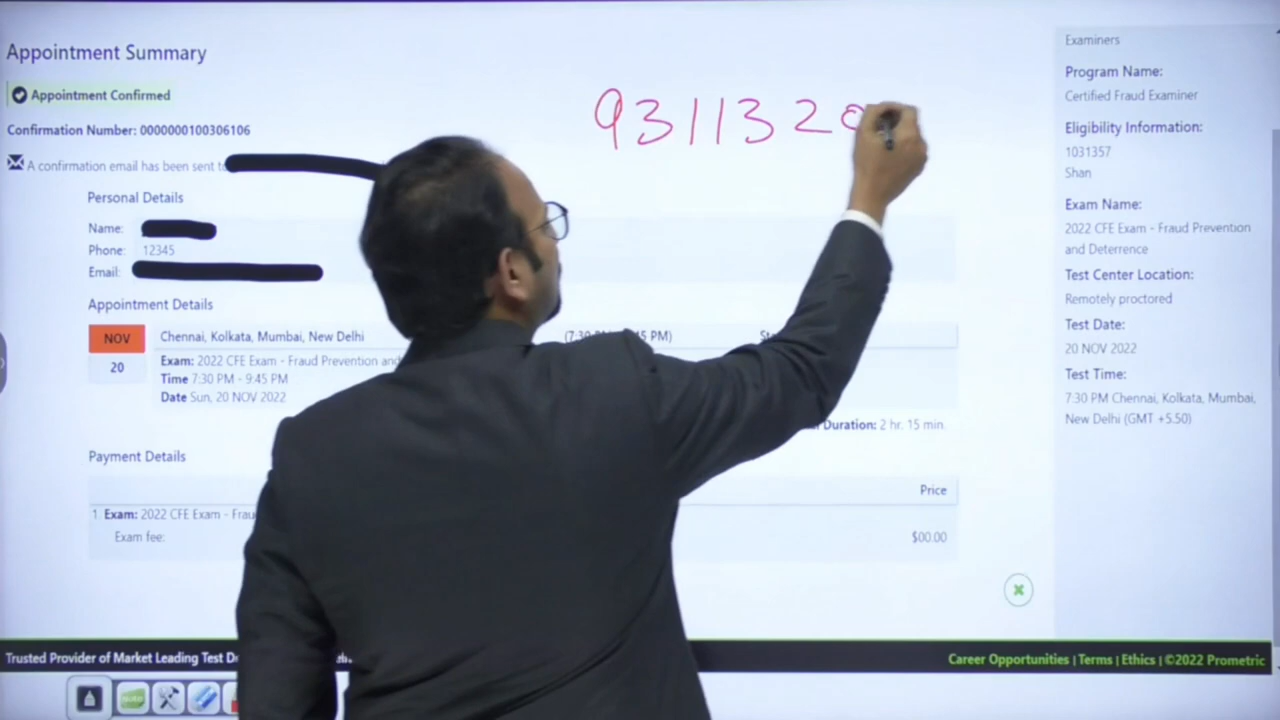 Appointment Summary
Appointment Confirmed
Confirmation Number: 0000000100306106
A confirmation email has been sent to
Personal Details
Name:
Phone: 12345
Email:
Appointment Details
NOV
20
Chennai, Kolkata, Mumbai, New Delhi
Exam: 2022 CFE Exam - Fraud Prevention and
Time 7:30 PM - 9:45 PM
Date Sun, 20 NOV 2022
Duration: 2 hr. 15 min.
Payment Details
Price
1. Exam: 2022 CFE Exam -
Exam fee:
$00.00
9311320
Examiners
Program Name:
Certified Fraud Examiner
Eligibility Information:
1031357
Shan
Exam Name:
2022 CFE Exam - Fraud Prevention
and Deterrence
Test Center Location:
Remotely proctored
Test Date:
20 NOV 2022
Test Time:
7:30 PM Chennai, Kolkata, Mumbai,
New Delhi (GMT +5.50)
Trusted Provider of Market Leading Test
Career Opportunities | Terms | Ethics | ©2022 Prometric